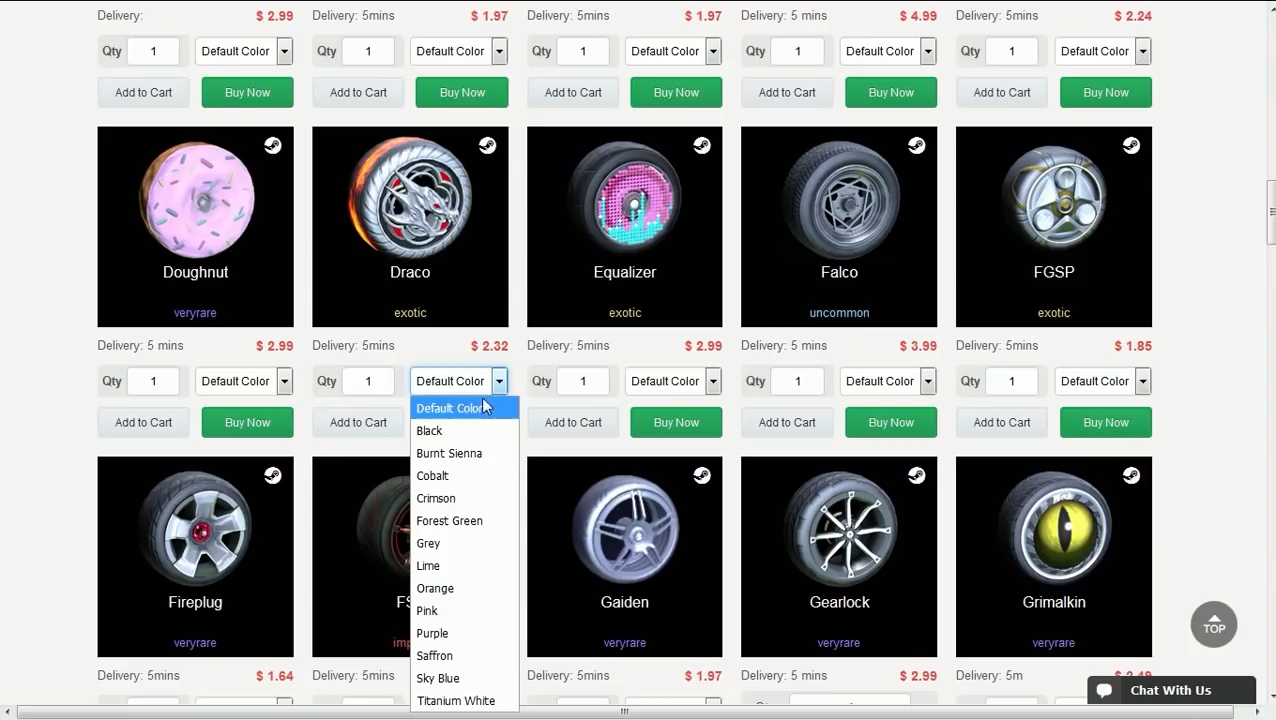 Delivery: $ 2.99 Delivery: 5mins $ 1.97 Delivery: 5mins $ 1.97 Delivery: 5 mins $ 4.99 Delivery: 5mins $ 2.24
Qty 1 Default Color Qty 1 Default Color Qty 1 Default Color Qty 1 Default Color Qty 1 Default Color
Add to Cart Buy Now Add to Cart Buy Now Add to Cart Buy Now Add to Cart Buy Now Add to Cart Buy Now
Doughnut Draco Equalizer Falco FGSP
veryrare exotic exotic uncommon exotic
Delivery: 5 mins $ 2.99 Delivery: 5mins $ 2.32 Delivery: 5mins $ 2.99 Delivery: 5 mins $ 3.99 Delivery: 5mins $ 1.85
Qty 1 Default Color Qty 1 Default Color Qty 1 Default Color Qty 1 Default Color Qty 1 Default Color
Add to Cart Buy Now Add to Cart Add to Cart Buy Now Add to Cart Buy Now Add to Cart Buy Now
Default Color
Black
Burnt Sienna
Cobalt
Crimson
Forest Green
Grey
Lime
Orange
Pink
Purple
Saffron
Sky Blue
Titanium White
Fireplug Gaiden Gearlock Grimalkin
veryrare veryrare veryrare veryrare
Delivery: 5mins $ 1.64 Delivery: 5mins $ 1.97 Delivery: 5mins $ 2.99 Delivery: 5m
TOP
Chat With Us